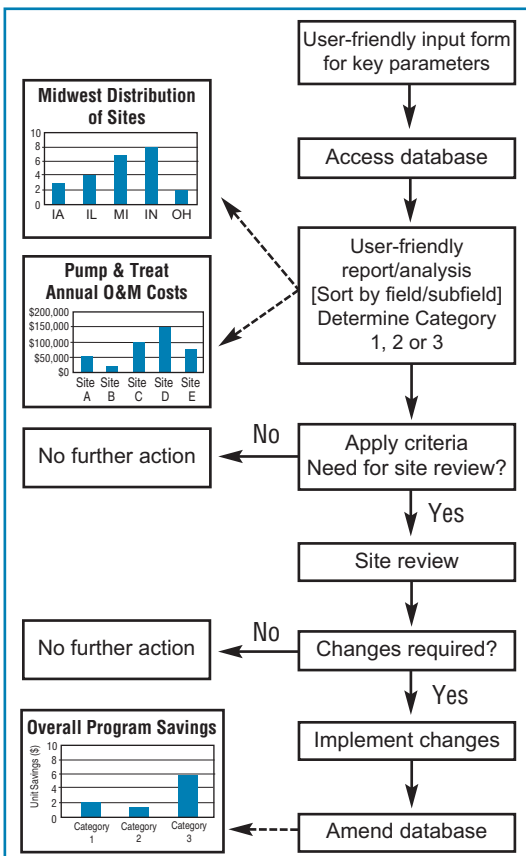 User-friendly input form
for key parameters
Midwest Distribution
of Sites
10
8
6
4
2
0
IA IL MI IN OH
Access database
User-friendly
report/analysis
[Sort by field/subfield]
Determine Category
1, 2 or 3
Pump & Treat
Annual O&M Costs
$200,000
$150,000
$100,000
$50,000
$0
Site Site Site Site Site
A B C D E
Apply criteria
Need for site review?
No
No further action
Yes
Site review
Changes required?
No
No further action
Yes
Implement changes
Overall Program Savings
Unit Savings ($)
10
8
6
4
2
0
Category Category Category
1 2 3
Amend database